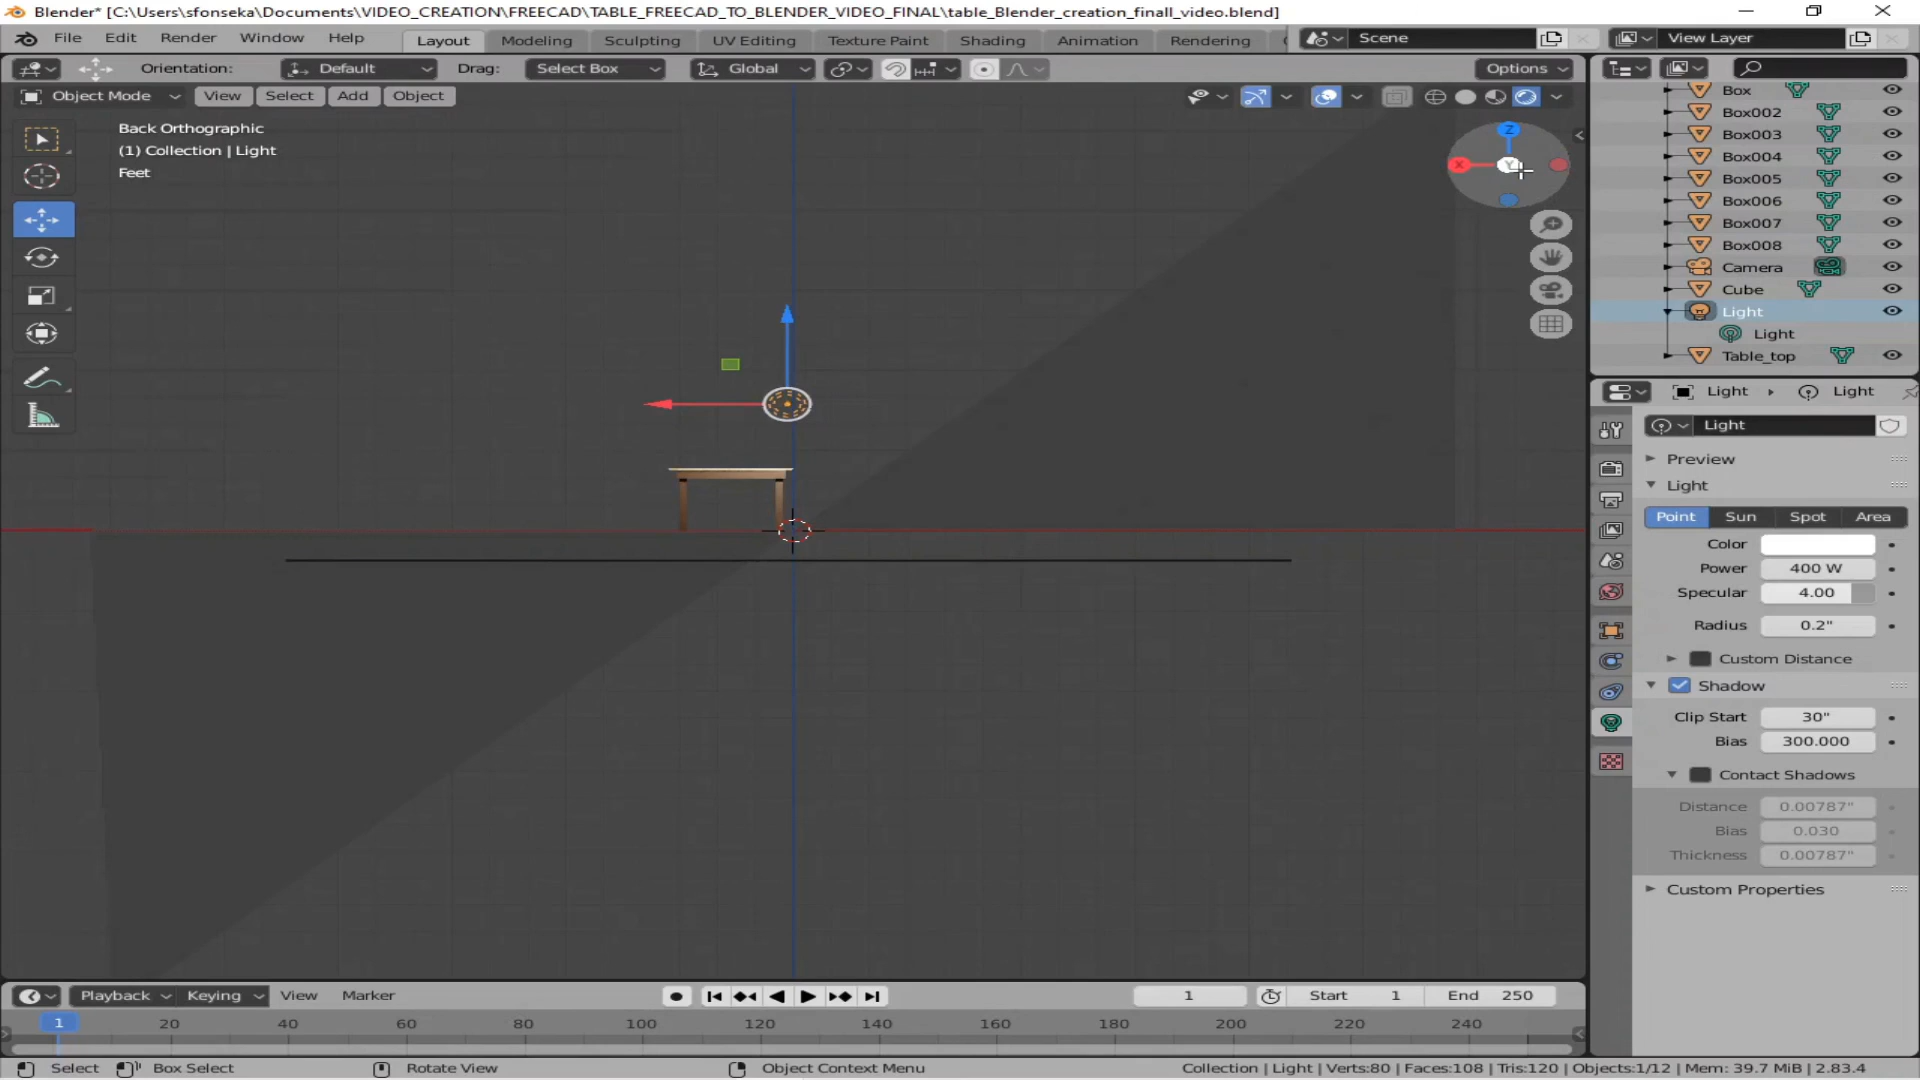 Blender* [C:\Users\sfonseka\Documents\VIDEO_CREATION\FREECAD\TABLE_FREECAD_TO_BLENDER_VIDEO_FINAL\table_Blender_creation_finall_video.blend]
File Edit Render Window Help Layout Modeling Sculpting UV Editing Texture Paint Shading Animation Rendering Scene View Layer
Orientation: Default Drag: Select Box Global Options
Object Mode View Select Add Object
Back Orthographic
(1) Collection | Light
Feet
Z
X
Y
Box
Box002
Box003
Box004
Box005
Box006
Box007
Box008
Camera
Cube
Light
Light
Table_top
Light Light
Light
Preview
Light
Point Sun Spot Area
Color
Power 400 W
Specular 4.00
Radius 0.2"
Custom Distance
Shadow
Clip Start 30"
Bias 300.000
Contact Shadows
Distance 0.00787"
Bias 0.030
Thickness 0.00787"
Custom Properties
Playback Keying View Marker 1 Start 1 End 250
1 20 40 60 80 100 120 140 160 180 200 220 240
Select Box Select Rotate View Object Context Menu Collection | Light | Verts:80 | Faces:108 | Tris:120 | Objects:1/12 | Mem: 39.7 MiB | 2.83.4